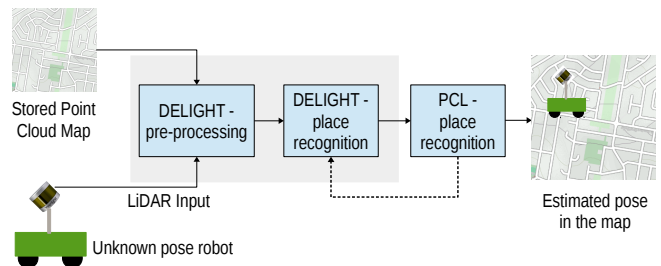 Stored Point
Cloud Map
DELIGHT -
pre-processing
DELIGHT -
place
recognition
PCL -
place
recognition
LiDAR Input
Unknown pose robot
Estimated pose
in the map